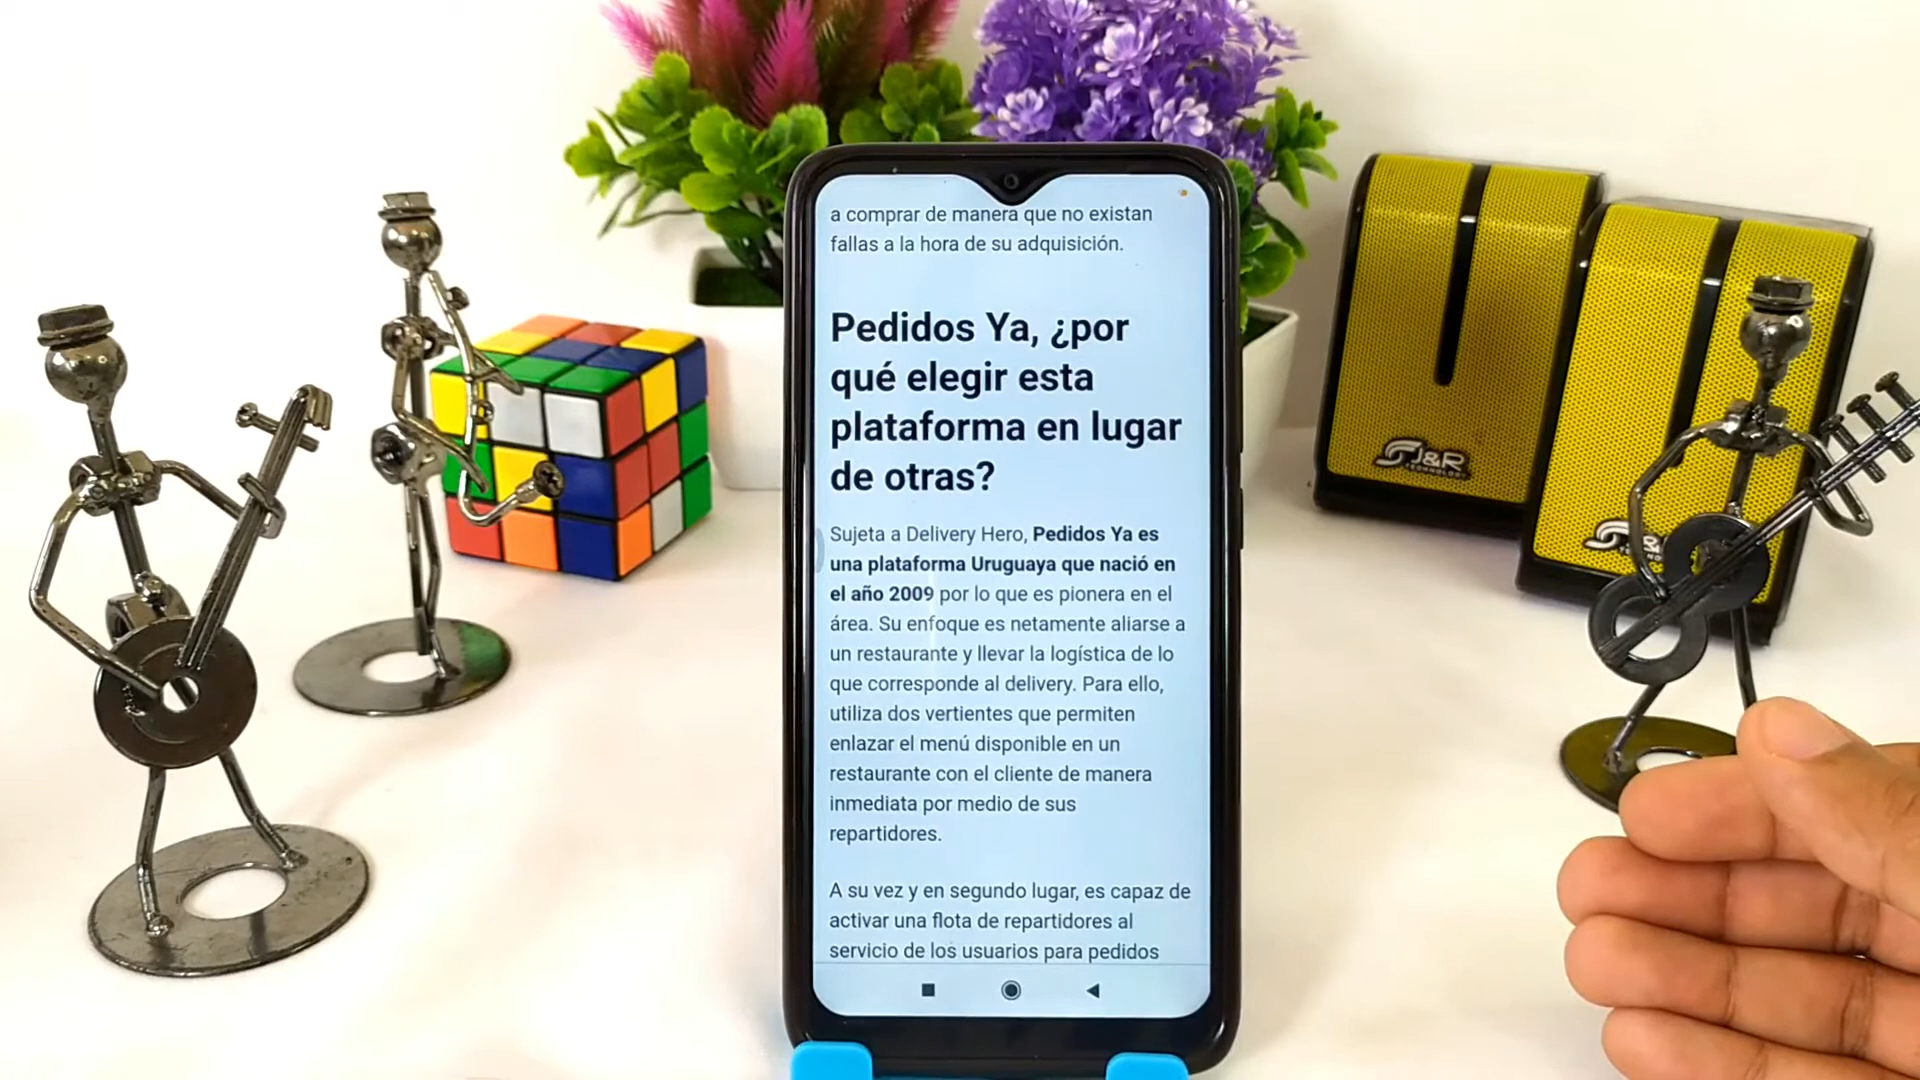 a comprar de manera que no existan
fallas a la hora de su adquisición.
Pedidos Ya, ¿por
qué elegir esta
plataforma en lugar
de otras?
Sujeta a Delivery Hero, Pedidos Ya es
una plataforma Uruguaya que nació en
el año 2009 por lo que es pionera en el
área. Su enfoque es netamente aliarse a
un restaurante y llevar la logística de lo
que corresponde al delivery. Para ello,
utiliza dos vertientes que permiten
enlazar el menú disponible en un
restaurante con el cliente de manera
inmediata por medio de sus
repartidores.
A su vez y en segundo lugar, es capaz de
activar una flota de repartidores al
servicio de los usuarios para pedidos
J&R
TECHNOLOGY